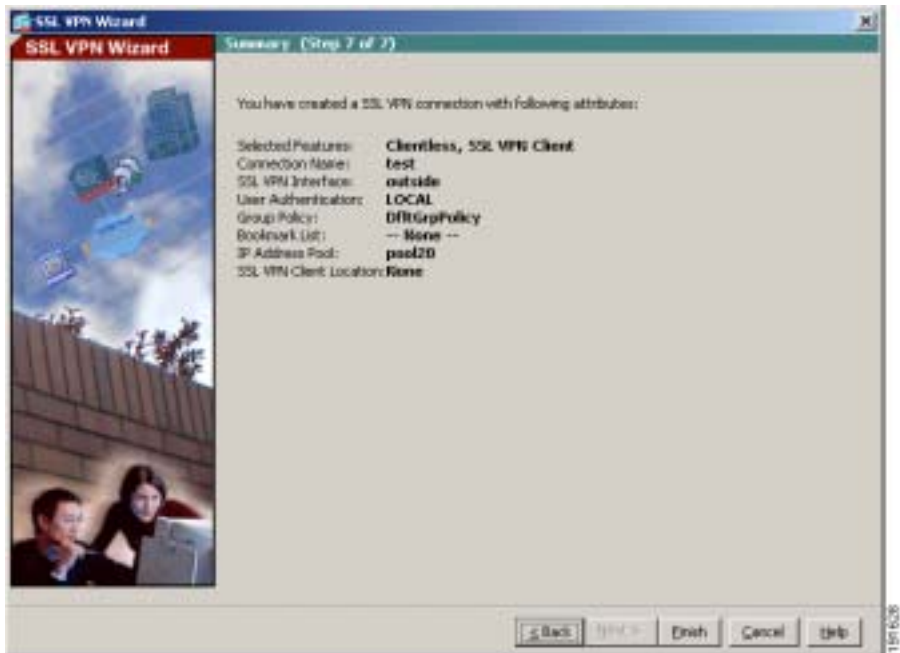 SSL VPN Wizard
SSL VPN Wizard
Summary (Step 7 of 7)
You have created a SSL VPN connection with following attributes:
Selected Features: Clientless, SSL VPN Client
Connection Name: test
SSL VPN Interface: outside
User Authentication: LOCAL
Group Policy: DfltGrpPolicy
Bookmark List: -- None --
IP Address Pool: pool20
SSL VPN Client Location: None
< Back Next > Finish Cancel Help
191628